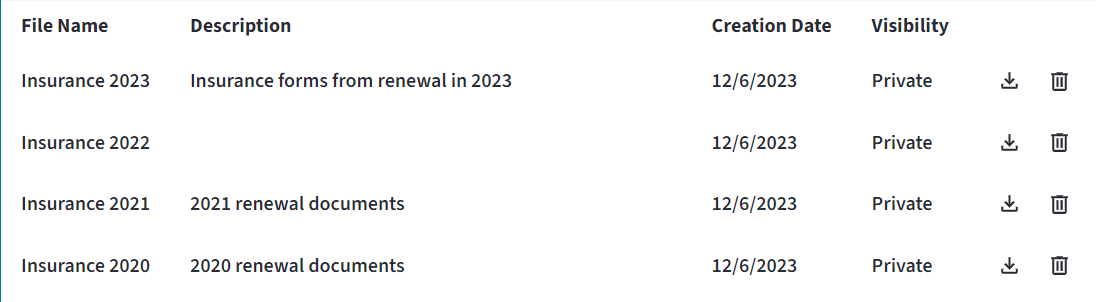 File Name Description Creation Date Visibility
Insurance 2023 Insurance forms from renewal in 2023 12/6/2023 Private
Insurance 2022 12/6/2023 Private
Insurance 2021 2021 renewal documents 12/6/2023 Private
Insurance 2020 2020 renewal documents 12/6/2023 Private